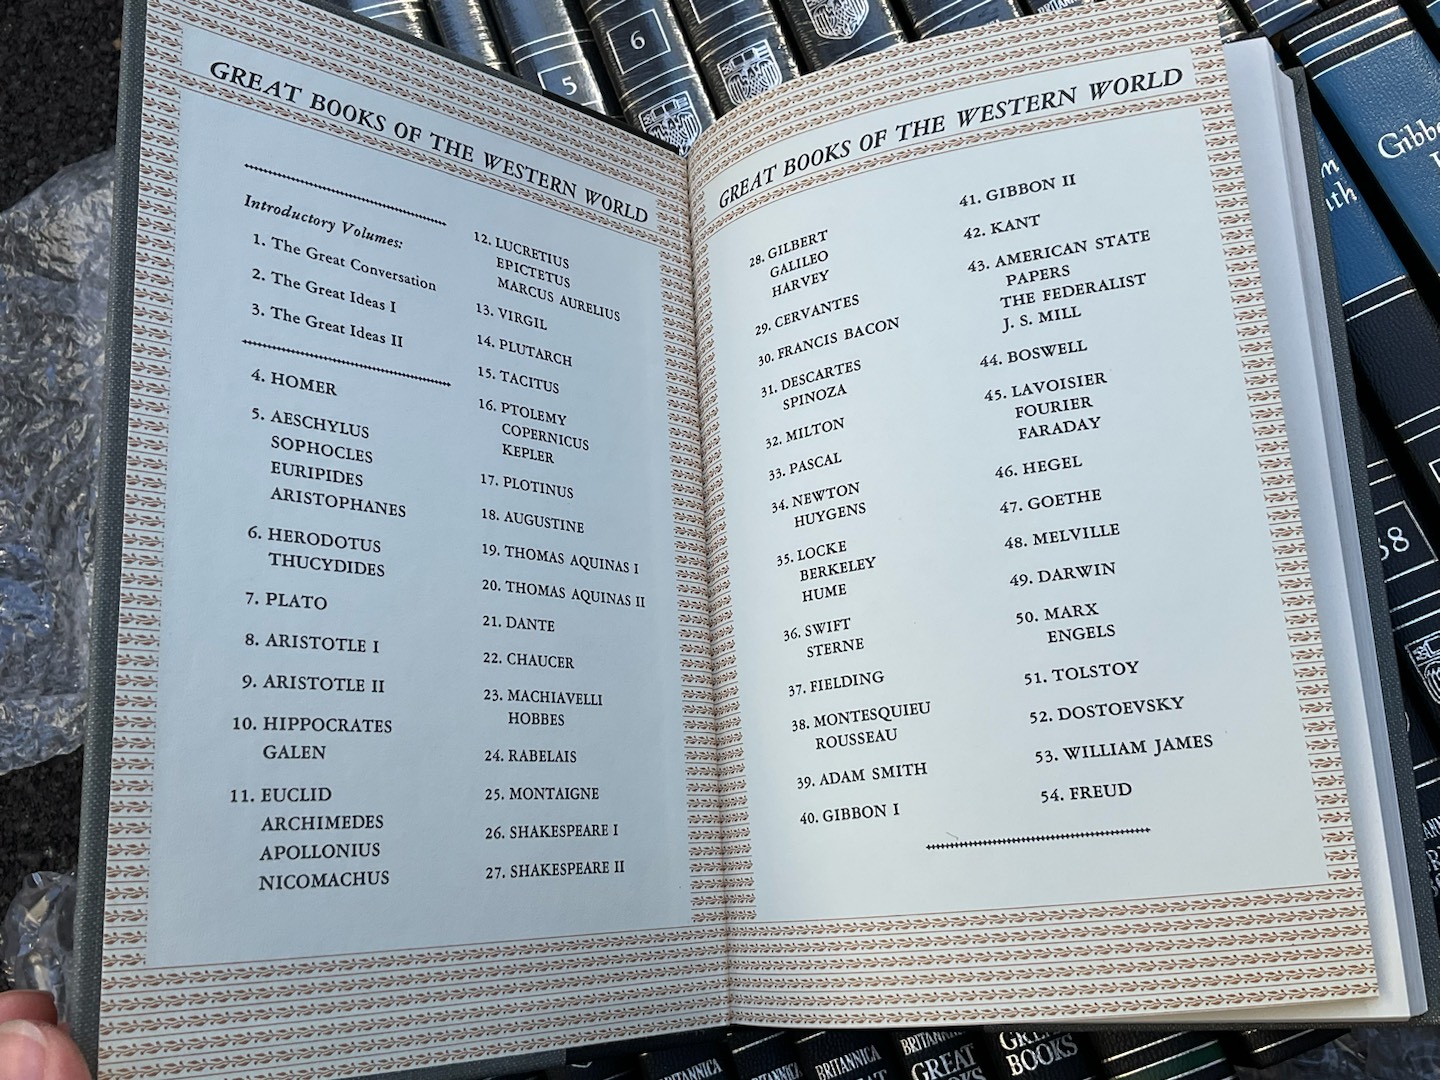 GREAT BOOKS OF THE WESTERN WORLD
Introductory Volumes:
1. The Great Conversation
2. The Great Ideas I
3. The Great Ideas II
4. HOMER
5. AESCHYLUS
SOPHOCLES
EURIPIDES
ARISTOPHANES
6. HERODOTUS
THUCYDIDES
7. PLATO
8. ARISTOTLE I
9. ARISTOTLE II
10. HIPPOCRATES
GALEN
11. EUCLID
ARCHIMEDES
APOLLONIUS
NICOMACHUS
12. LUCRETIUS
EPICTETUS
MARCUS AURELIUS
13. VIRGIL
14. PLUTARCH
15. TACITUS
16. PTOLEMY
COPERNICUS
KEPLER
17. PLOTINUS
18. AUGUSTINE
19. THOMAS AQUINAS I
20. THOMAS AQUINAS II
21. DANTE
22. CHAUCER
23. MACHIAVELLI
HOBBES
24. RABELAIS
25. MONTAIGNE
26. SHAKESPEARE I
27. SHAKESPEARE II
GREAT BOOKS OF THE WESTERN WORLD
28. GILBERT
GALILEO
HARVEY
29. CERVANTES
30. FRANCIS BACON
31. DESCARTES
SPINOZA
32. MILTON
33. PASCAL
34. NEWTON
HUYGENS
35. LOCKE
BERKELEY
HUME
36. SWIFT
STERNE
37. FIELDING
38. MONTESQUIEU
ROUSSEAU
39. ADAM SMITH
40. GIBBON I
41. GIBBON II
42. KANT
43. AMERICAN STATE
PAPERS
THE FEDERALIST
J. S. MILL
44. BOSWELL
45. LAVOISIER
FOURIER
FARADAY
46. HEGEL
47. GOETHE
48. MELVILLE
49. DARWIN
50. MARX
ENGELS
51. TOLSTOY
52. DOSTOEVSKY
53. WILLIAM JAMES
54. FREUD
5
6
BRITANNICA
BRITANNICA
GREAT
BOOKS